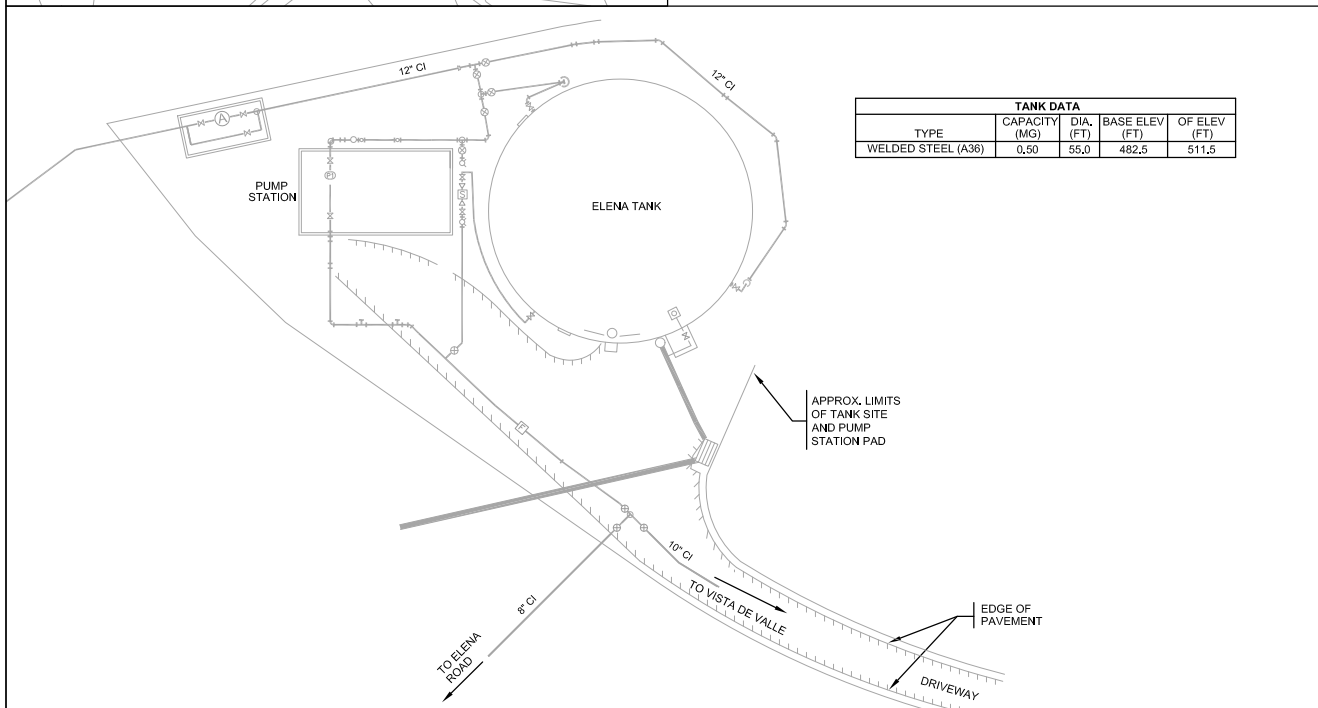 12" CI
12" CI
A
PUMP
STATION
P1
S
ELENA TANK
TANK DATA
TYPE
CAPACITY
(MG)
DIA.
(FT)
BASE ELEV
(FT)
OF ELEV
(FT)
WELDED STEEL (A36)
0.50
55.0
482.5
511.5
APPROX. LIMITS
OF TANK SITE
AND PUMP
STATION PAD
F
10" CI
8" CI
TO VISTA DE VALLE
TO ELENA
ROAD
EDGE OF
PAVEMENT
DRIVEWAY